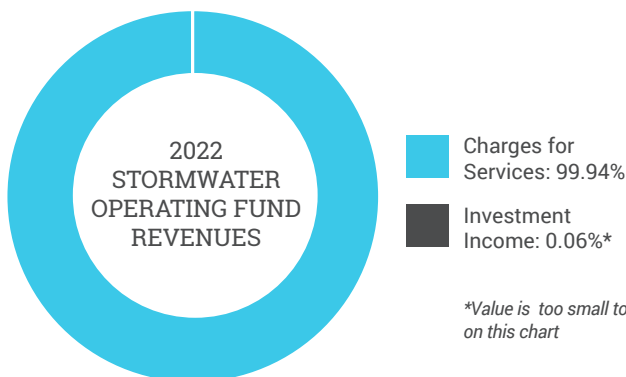 2022
STORMWATER
OPERATING FUND
REVENUES
Charges for
Services: 99.94%
Investment
Income: 0.06%*
*Value is too small to
on this chart